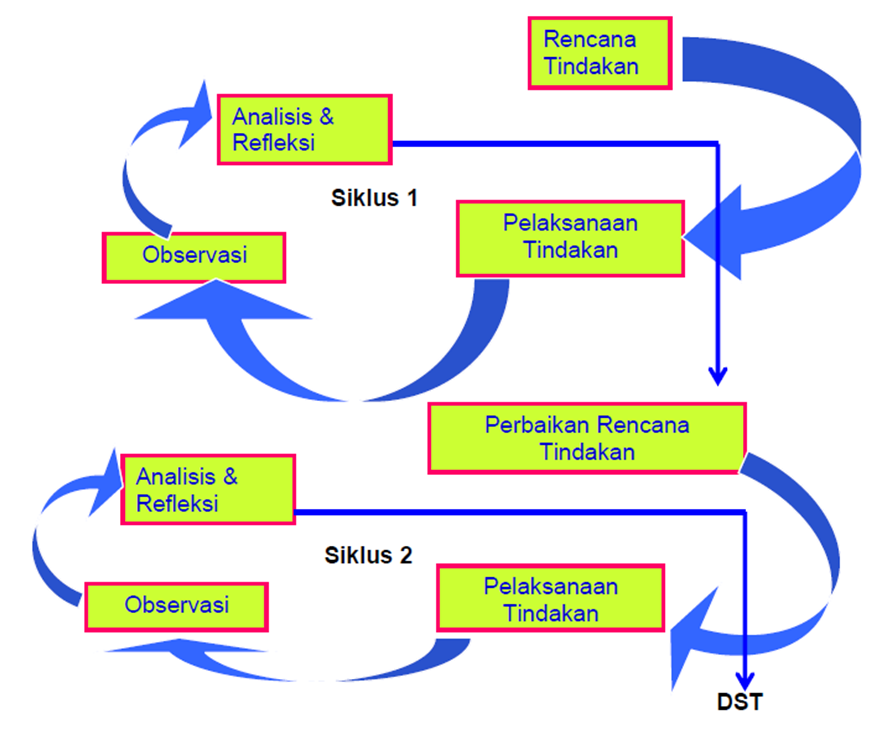 Rencana
Tindakan
Analisis &
Refleksi
Siklus 1
Pelaksanaan
Tindakan
Observasi
Perbaikan Rencana
Tindakan
Analisis &
Refleksi
Siklus 2
Pelaksanaan
Tindakan
Observasi
DST